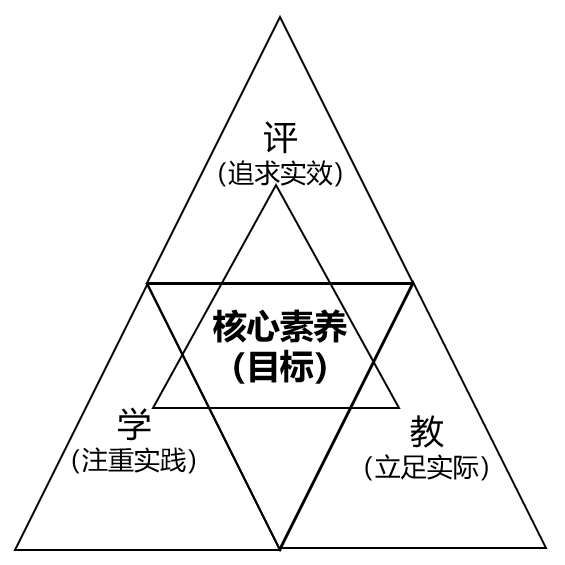 评
（追求实效）
核心素养
（目标）
学
（注重实践）
教
（立足实际）